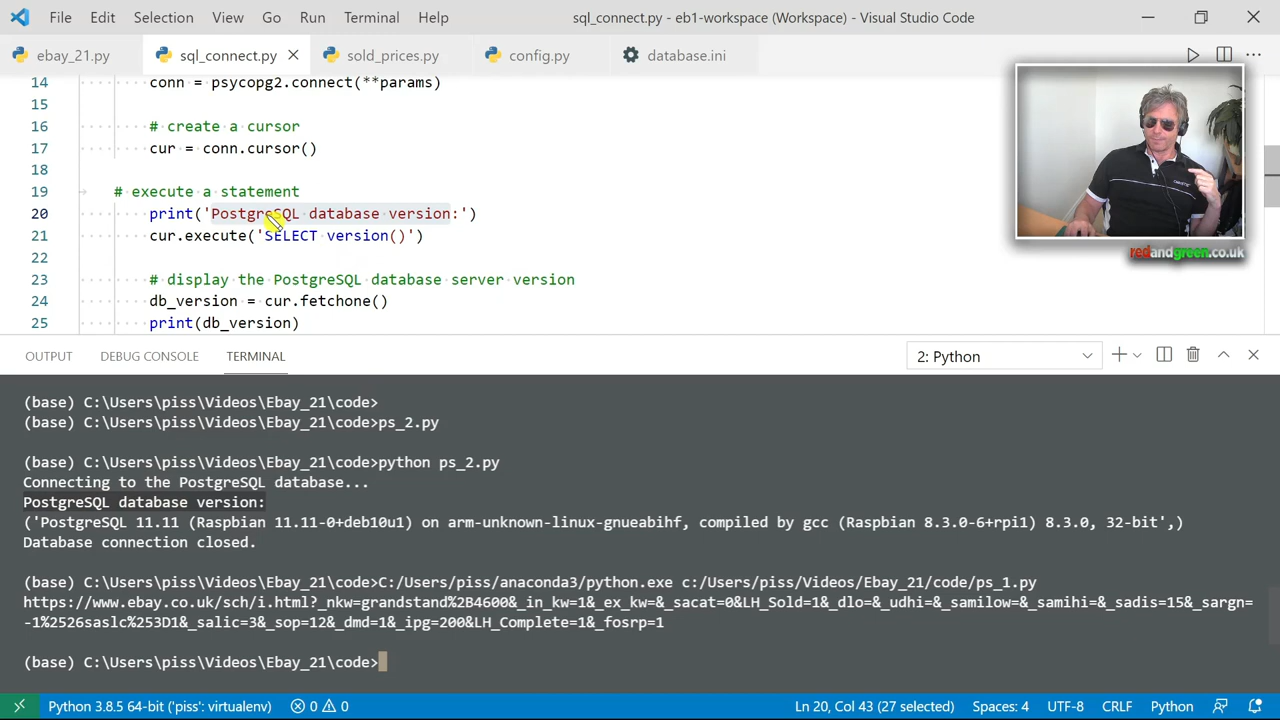 File Edit Selection View Go Run Terminal Help sql_connect.py - eb1-workspace (Workspace) - Visual Studio Code
ebay_21.py sql_connect.py sold_prices.py config.py database.ini
14 conn = psycopg2.connect(**params)
15
16 # create a cursor
17 cur = conn.cursor()
18
19 # execute a statement
20 print('PostgreSQL database version:')
21 cur.execute('SELECT version()')
22
23 # display the PostgreSQL database server version
24 db_version = cur.fetchone()
25 print(db_version)
redandgreen.co.uk
OUTPUT DEBUG CONSOLE TERMINAL 2: Python
(base) C:\Users\piss\Videos\Ebay_21\code>
(base) C:\Users\piss\Videos\Ebay_21\code>ps_2.py
(base) C:\Users\piss\Videos\Ebay_21\code>python ps_2.py
Connecting to the PostgreSQL database...
PostgreSQL database version:
('PostgreSQL 11.11 (Raspbian 11.11-0+deb10u1) on arm-unknown-linux-gnueabihf, compiled by gcc (Raspbian 8.3.0-6+rpi1) 8.3.0, 32-bit',)
Database connection closed.
(base) C:\Users\piss\Videos\Ebay_21\code>C:/Users/piss/anaconda3/python.exe c:/Users/piss/Videos/Ebay_21/code/ps_1.py
https://www.ebay.co.uk/sch/i.html?_nkw=grandstand%2B4600&_in_kw=1&_ex_kw=&_sacat=0&LH_Sold=1&_dlo=&_udhi=&_samilow=&_samihi=&_sadis=15&_sargn=
-1%2526saslc%253D1&_salic=3&_sop=12&_dmd=1&_ipg=200&LH_Complete=1&_fosrp=1
(base) C:\Users\piss\Videos\Ebay_21\code>
Python 3.8.5 64-bit ('piss': virtualenv) 0 0 Ln 20, Col 43 (27 selected) Spaces: 4 UTF-8 CRLF Python